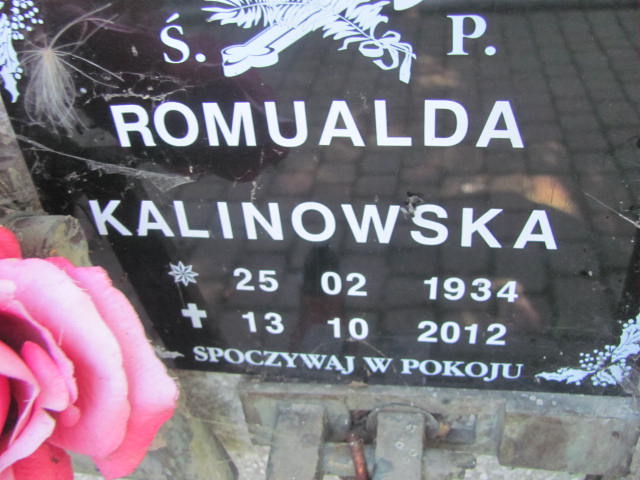 Ś. P.
ROMUALDA
KALINOWSKA
25 02 1934
13 10 2012
SPOCZYWAJ W POKOJU